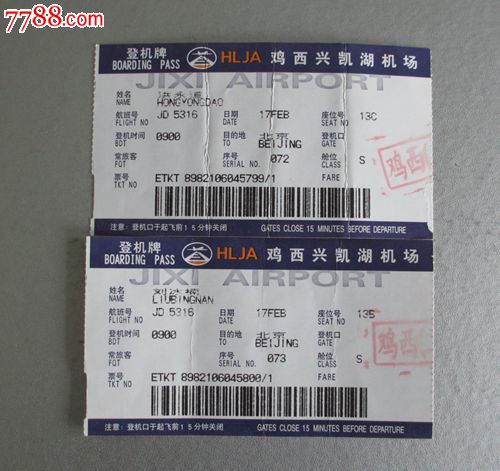 7788.com
登机牌 HLJA 鸡西兴凯湖机场
BOARDING PASS
JIXI AIRPORT
姓名 洪永道
NAME HONGYONGDAO
航班号 JD 5316 日期 17FEB 座位号 13C
FLIGHT NO DATE SEAT NO
登机时间 0900 目的地 北京 登机口
BDT TO BEIJING GATE
常旅客 序号 072 舱位 S
FQT SERIAL NO. CLASS
票号 ETKT 8982106045799/1 FARE
TKT NO
注意：登机口于起飞前15分钟关闭 GATES CLOSE 15 MINUTES BEFORE DEPARTURE
鸡西
登机牌 HLJA 鸡西兴凯湖机场
BOARDING PASS
JIXI AIRPORT
姓名
NAME LIUBINGNAN
航班号 JD 5316 日期 17FEB 座位号 13B
FLIGHT NO DATE SEAT NO
登机时间 0900 目的地 北京 登机口
BDT TO BEIJING GATE
常旅客 序号 073 舱位 S
FQT SERIAL NO. CLASS
票号 ETKT 8982106045800/1 FARE
TKT NO
注意：登机口于起飞前15分钟关闭 GATES CLOSE 15 MINUTES BEFORE DEPARTURE
鸡西